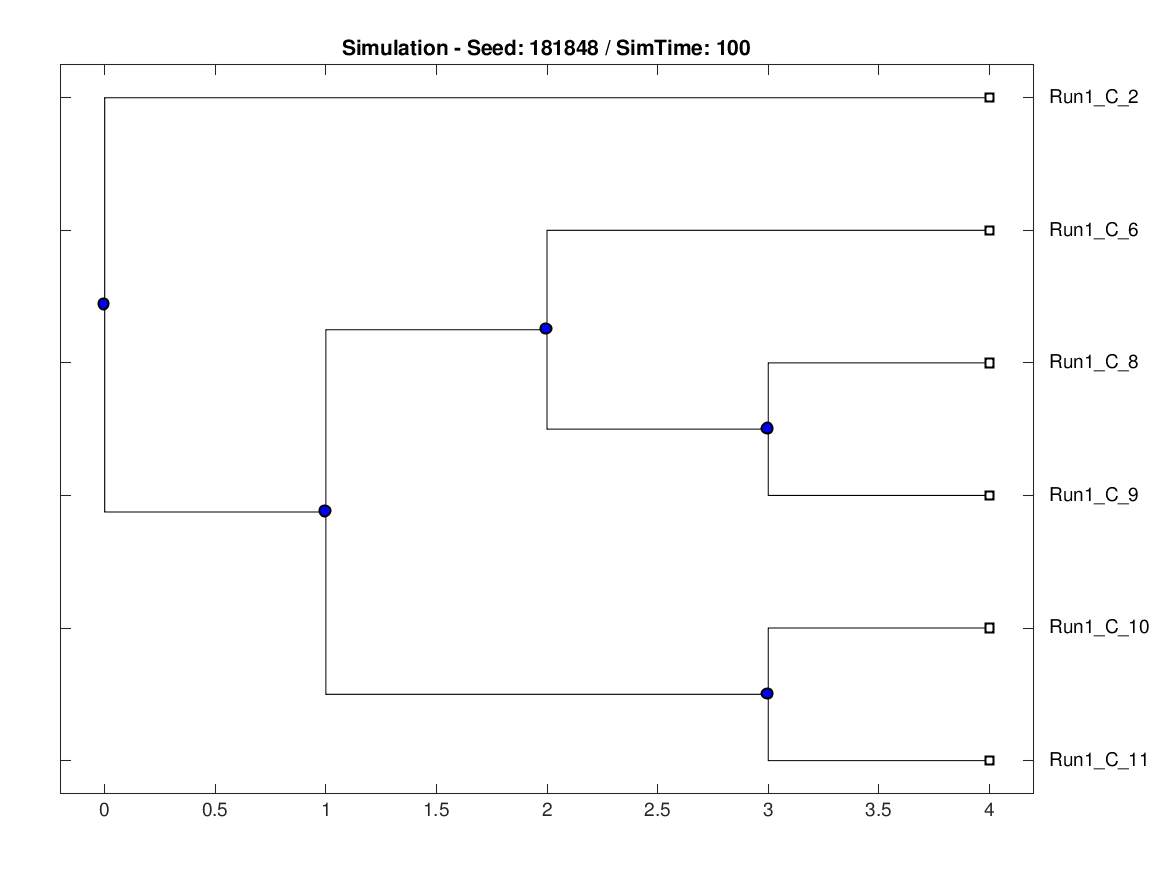 Simulation - Seed: 181848 / SimTime: 100
Run1_C_2
Run1_C_6
Run1_C_8
Run1_C_9
Run1_C_10
Run1_C_11
0 0.5 1 1.5 2 2.5 3 3.5 4